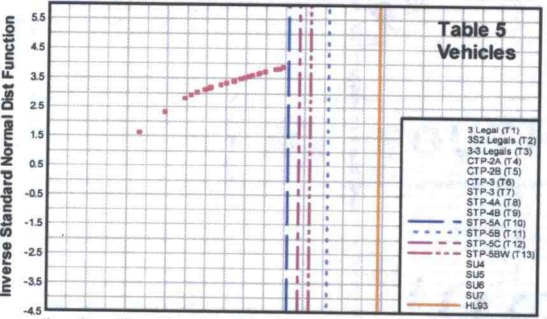 Table 5
Vehicles
Inverse Standard Normal Dist Function
5.5
4.5
3.5
2.5
1.5
0.5
-0.5
-1.5
-2.5
-3.5
-4.5
3 Legal (T1)
3S2 Legals (T2)
3-3 Legals (T3)
CTP-2A (T4)
CTP-2B (T5)
CTP-3 (T6)
STP-3 (T7)
STP-4A (T8)
STP-4B (T9)
STP-5A (T10)
STP-5B (T11)
STP-5C (T12)
STP-5BW (T13)
SU4
SU5
SU6
SU7
HL93